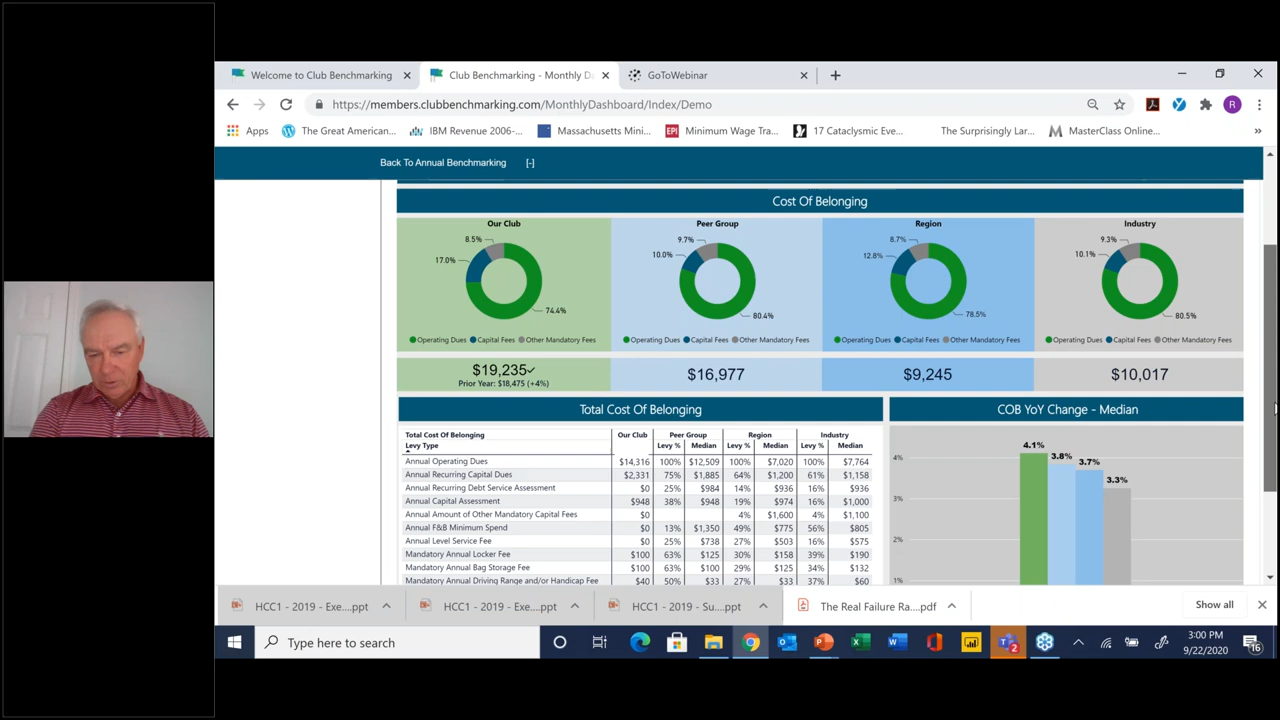 Welcome to Club Benchmarking
Club Benchmarking - Monthly D
GoToWebinar
https://members.clubbenchmarking.com/MonthlyDashboard/Index/Demo
R
Apps
The Great American...
IBM Revenue 2006-...
Massachusetts Mini...
EPI Minimum Wage Tra...
17 Cataclysmic Eve...
The Surprisingly Lar...
MasterClass Online...
»
Back To Annual Benchmarking [-]
Cost Of Belonging
Our Club
8.5%
17.0%
74.4%
Operating Dues Capital Fees Other Mandatory Fees
Peer Group
9.7%
10.0%
80.4%
Operating Dues Capital Fees Other Mandatory Fees
Region
8.7%
12.8%
78.5%
Operating Dues Capital Fees Other Mandatory Fees
Industry
9.3%
10.1%
80.5%
Operating Dues Capital Fees Other Mandatory Fees
$19,235✓
Prior Year: $18,475 (+4%)
$16,977
$9,245
$10,017
Total Cost Of Belonging
Total Cost Of Belonging Our Club Peer Group Region Industry
Levy Type Levy % Median Levy % Median Levy % Median
Annual Operating Dues $14,316 100% $12,509 100% $7,020 100% $7,764
Annual Recurring Capital Dues $2,331 75% $1,885 64% $1,200 61% $1,158
Annual Recurring Debt Service Assessment $0 25% $984 14% $936 16% $936
Annual Capital Assessment $948 38% $948 19% $974 16% $1,000
Annual Amount of Other Mandatory Capital Fees $0 4% $1,600 4% $1,100
Annual F&B Minimum Spend $0 13% $1,350 49% $775 56% $805
Annual Level Service Fee $0 25% $738 27% $503 16% $575
Mandatory Annual Locker Fee $100 63% $125 30% $158 39% $190
Mandatory Annual Bag Storage Fee $100 63% $100 29% $125 34% $132
Mandatory Annual Driving Range and/or Handicap Fee $40 50% $33 27% $33 37% $60
COB YoY Change - Median
4.1%
3.8%
3.7%
3.3%
4%
3%
2%
1%
HCC1 - 2019 - Exe....ppt
HCC1 - 2019 - Exe....ppt
HCC1 - 2019 - Su....ppt
The Real Failure Ra....pdf
Show all
Type here to search
2
3:00 PM
9/22/2020
16